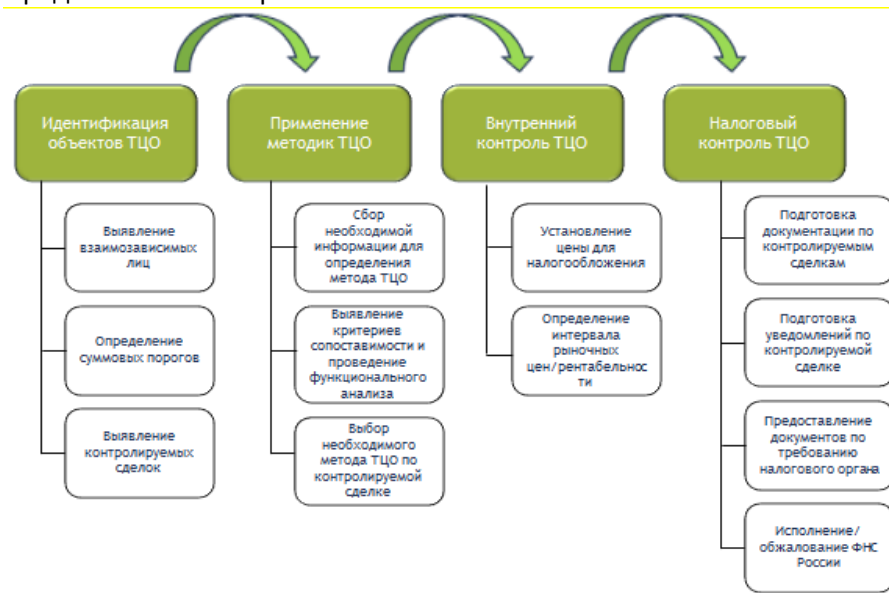 Идентификация
объектов ТЦО
Выявление
взаимозависимых
лиц
Определение
суммовых порогов
Выявление
контролируемых
сделок
Применение
методик ТЦО
Сбор
необходимой
информации для
определения
метода ТЦО
Выявление
критериев
сопоставимости и
проведение
функционального
анализа
Выбор
необходимого
метода ТЦО по
контролируемой
сделке
Внутренний
контроль ТЦО
Установление
цены для
налогообложения
Определение
интервала
рыночных
цен/рентабельнос
ти
Налоговый
контроль ТЦО
Подготовка
документации по
контролируемым
сделкам
Подготовка
уведомлений по
контролируемой
сделке
Предоставление
документов по
требованию
налогового органа
Исполнение/
обжалование ФНС
России